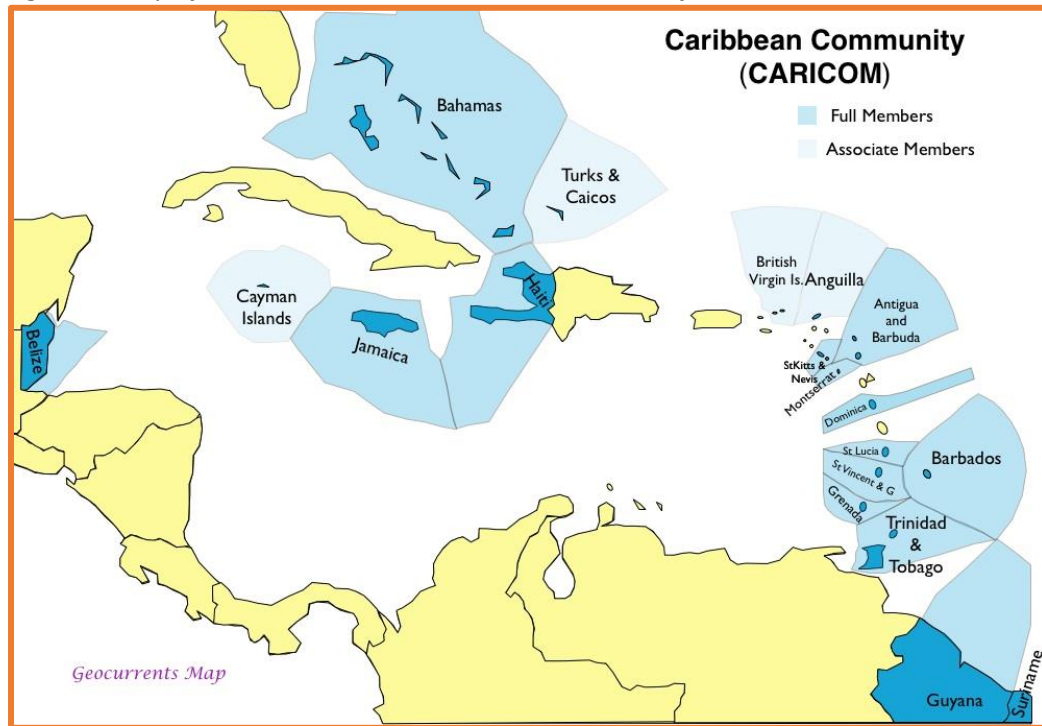 Caribbean Community
(CARICOM)
Full Members
Associate Members
Bahamas
Turks &
Caicos
Cayman
Islands
Jamaica
Haiti
Belize
British
Virgin Is.
Anguilla
Antigua
and
Barbuda
StKitts &
Nevis
Montserrat
Dominica
St Lucia
St Vincent & G
Barbados
Grenada
Trinidad
&
Tobago
Guyana
Suriname
Geocurrents Map